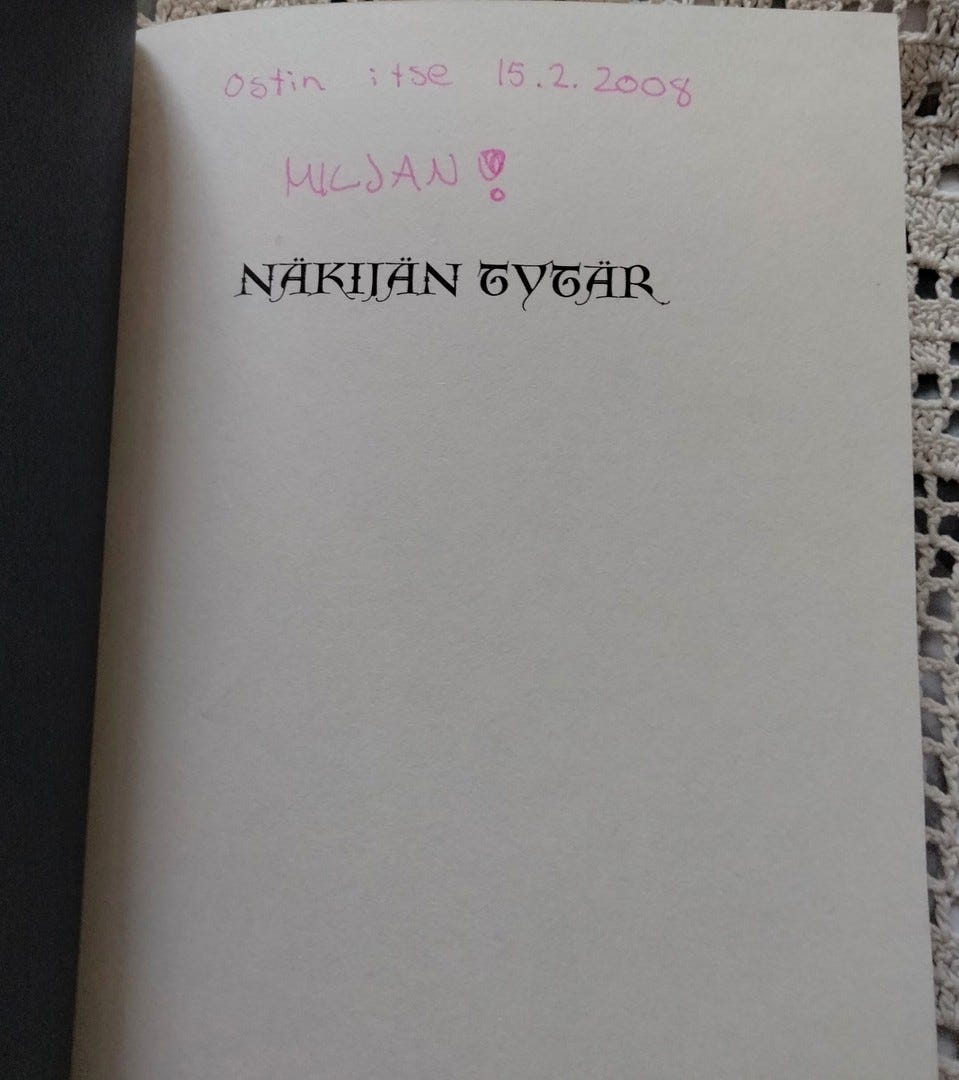 Ostin itse 15.2.2008
MILJAN!
NÄKIJÄN TYTÄR